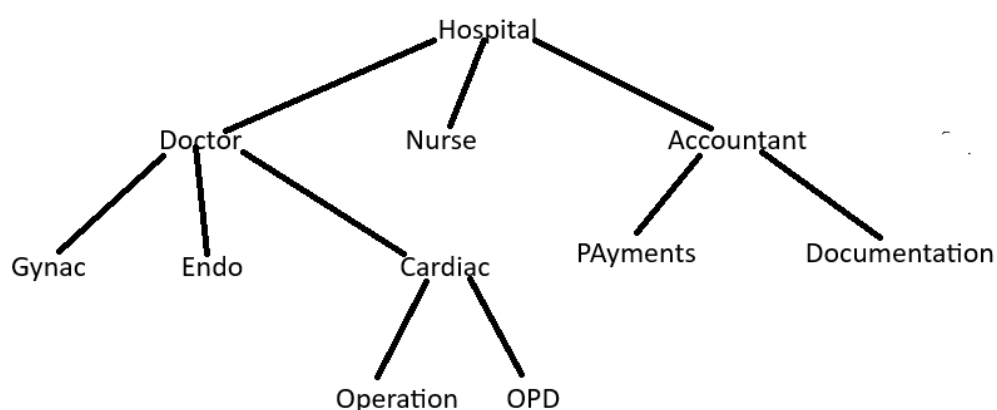 Hospital
Doctor Nurse Accountant
Gynac Endo Cardiac PAyments Documentation
Operation OPD